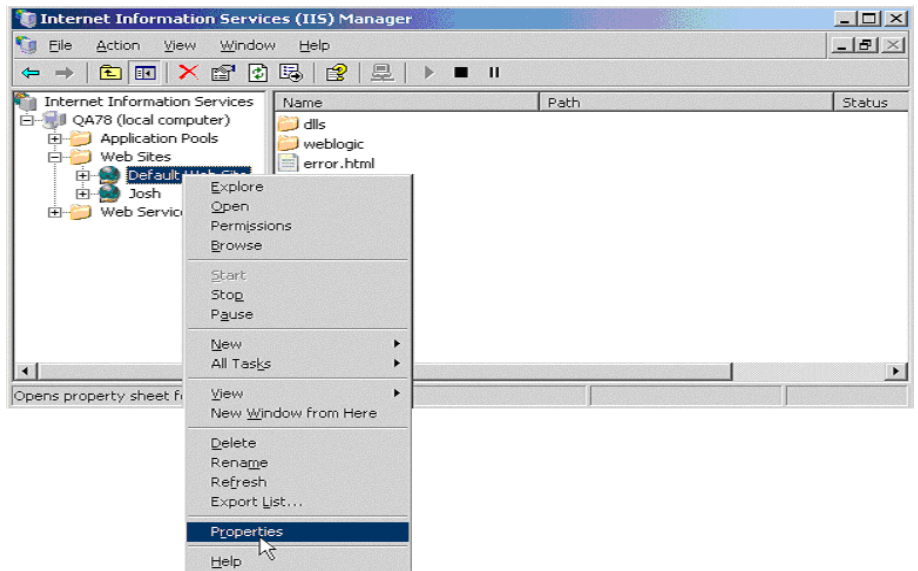 Internet Information Services (IIS) Manager
File Action View Window Help
Internet Information Services
QA78 (local computer)
Application Pools
Web Sites
Default Web Site
Josh
Web Servic
Name Path Status
dlls
weblogic
error.html
Explore
Open
Permissions
Browse
Start
Stop
Pause
New
All Tasks
View
New Window from Here
Delete
Rename
Refresh
Export List...
Properties
Help
Opens property sheet f